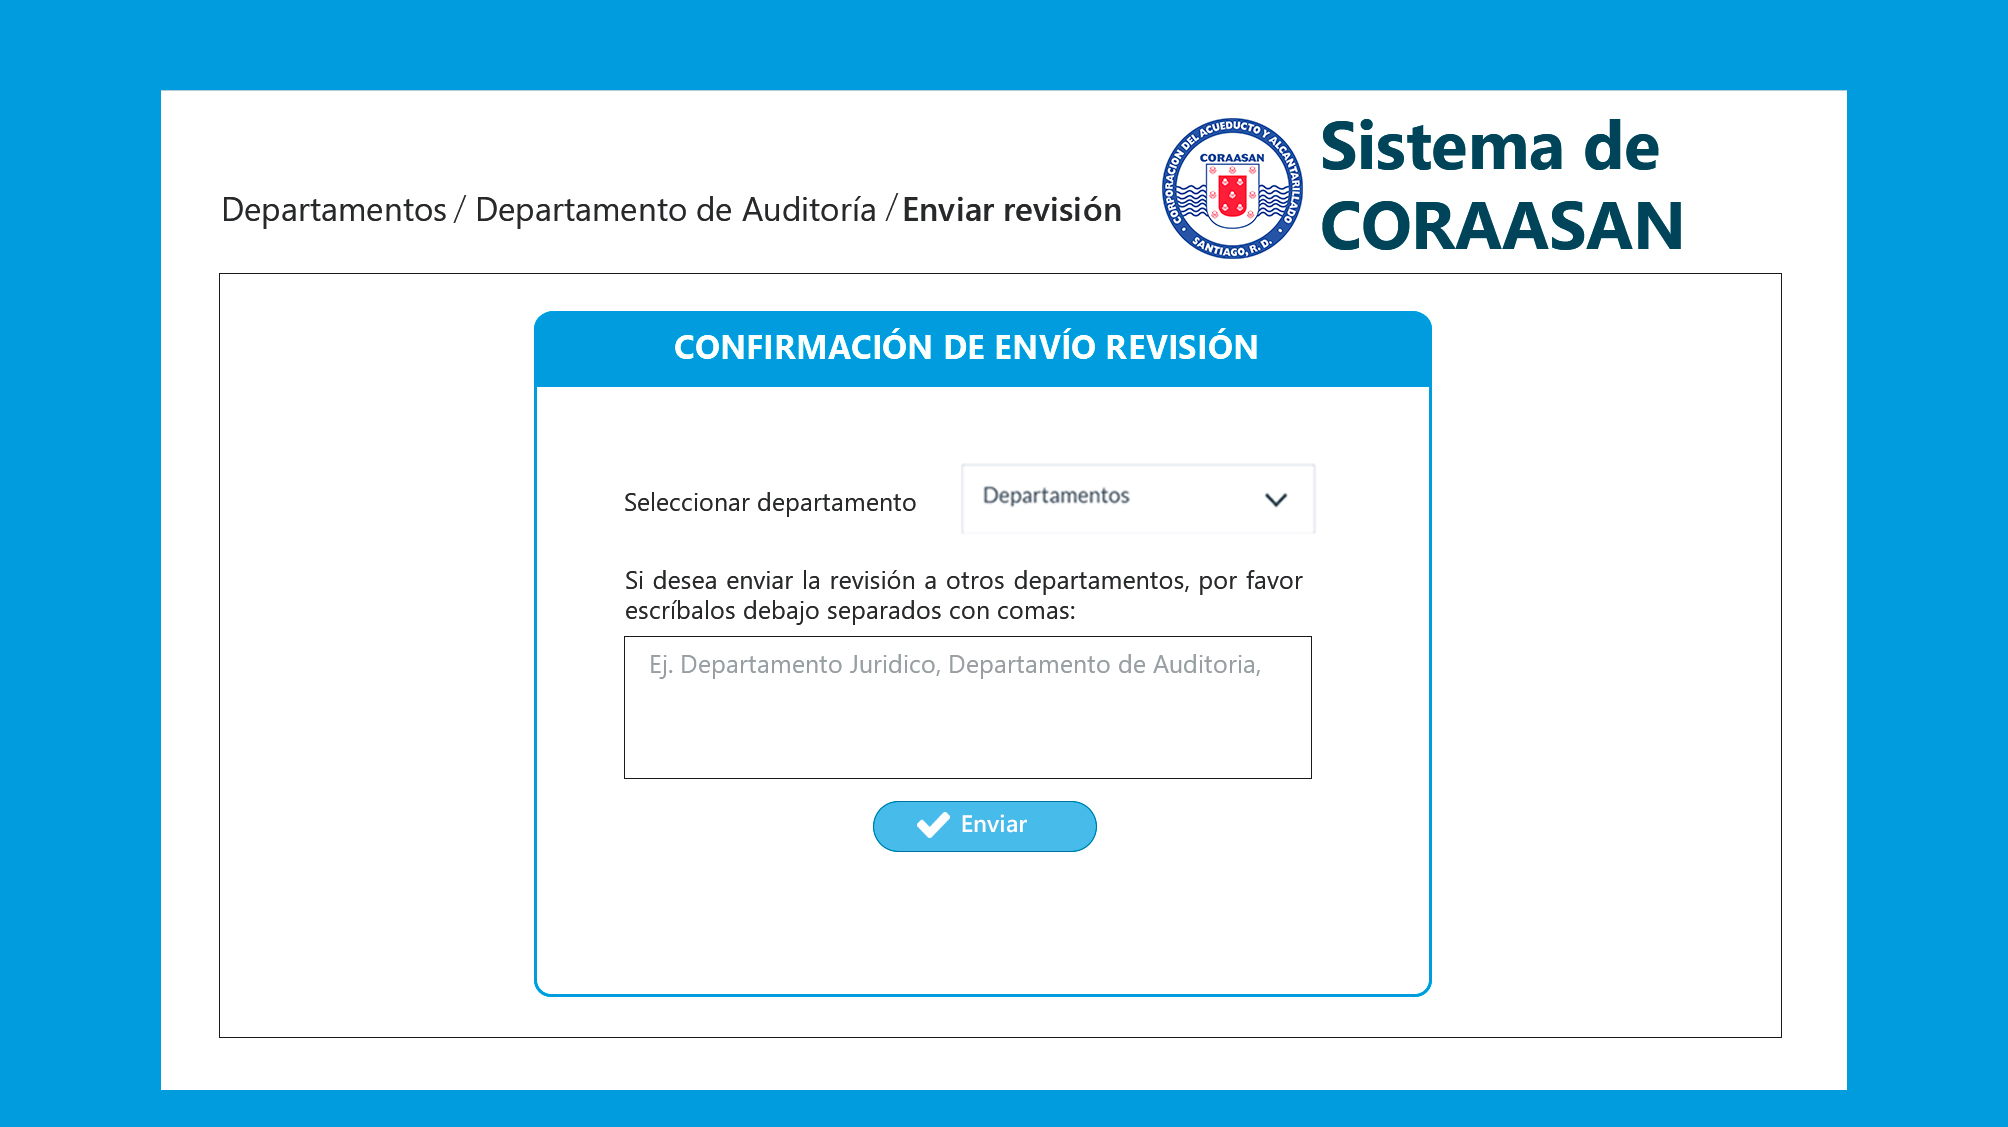 Departamentos / Departamento de Auditoría / Enviar revisión
CORPORACION DEL ACUEDUCTO Y ALCANTARILLADO
CORAASAN
· SANTIAGO, R. D. ·
Sistema de
CORAASAN
CONFIRMACIÓN DE ENVÍO REVISIÓN
Seleccionar departamento
Departamentos
Si desea enviar la revisión a otros departamentos, por favor
escríbalos debajo separados con comas:
Ej. Departamento Juridico, Departamento de Auditoria,
Enviar